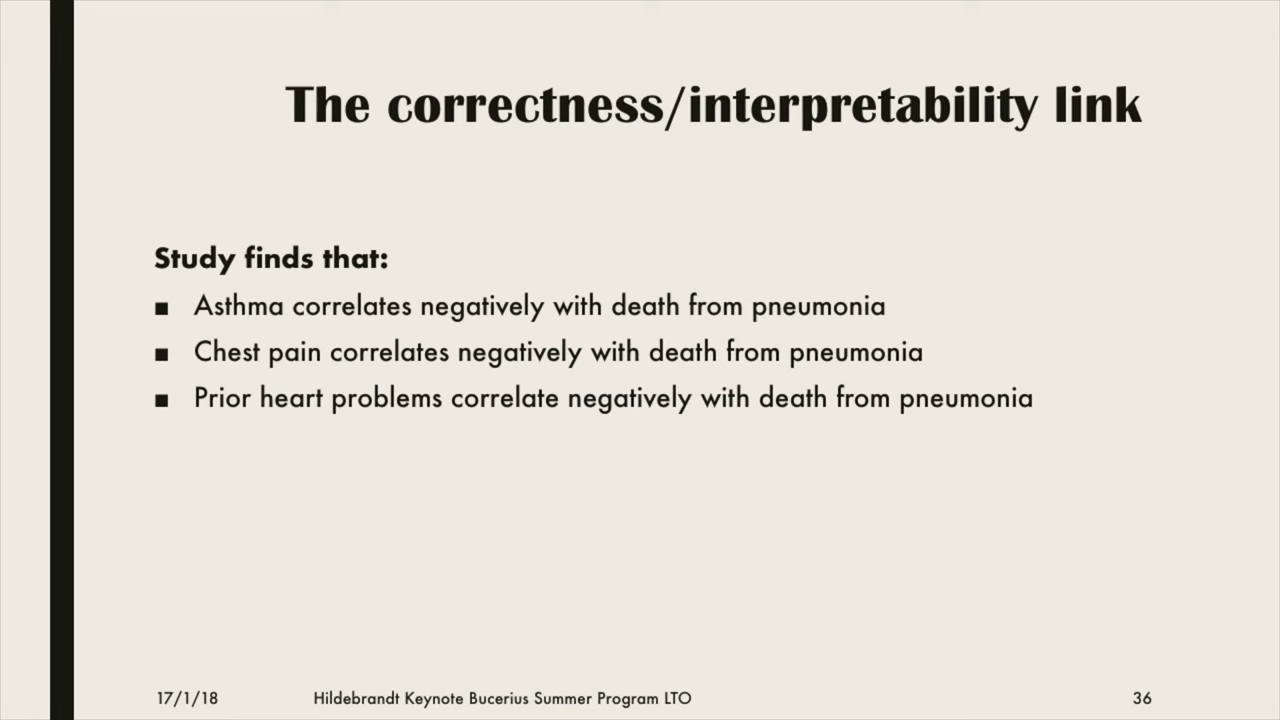 The correctness/interpretability link
Study finds that:
■ Asthma correlates negatively with death from pneumonia
■ Chest pain correlates negatively with death from pneumonia
■ Prior heart problems correlate negatively with death from pneumonia
17/1/18 Hildebrandt Keynote Bucerius Summer Program LTO 36